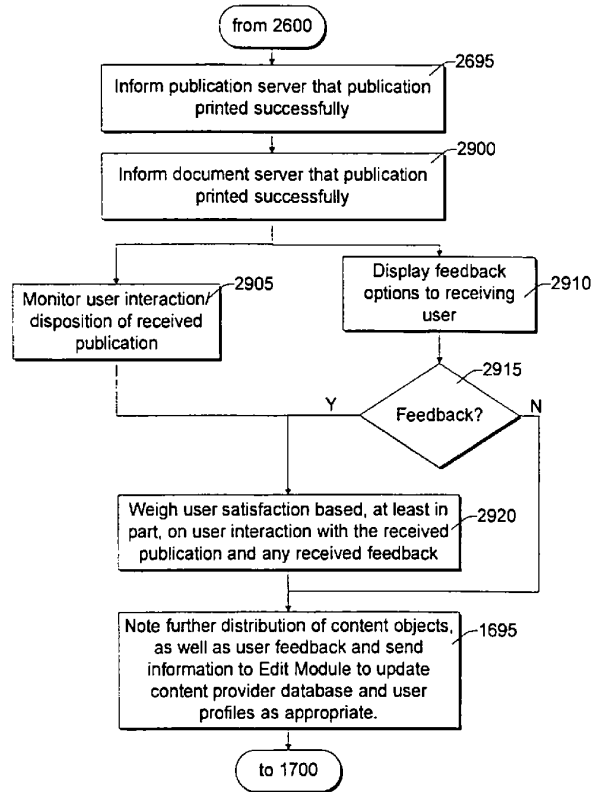 from 2600
2695
Inform publication server that publication
printed successfully
2900
Inform document server that publication
printed successfully
2905
Monitor user interaction/
disposition of received
publication
Display feedback
options to receiving
user
2910
2915
Feedback?
Y
N
Weigh user satisfaction based, at least in
part, on user interaction with the received
publication and any received feedback
2920
Note further distribution of content objects,
as well as user feedback and send
information to Edit Module to update
content provider database and user
profiles as appropriate.
1695
to 1700